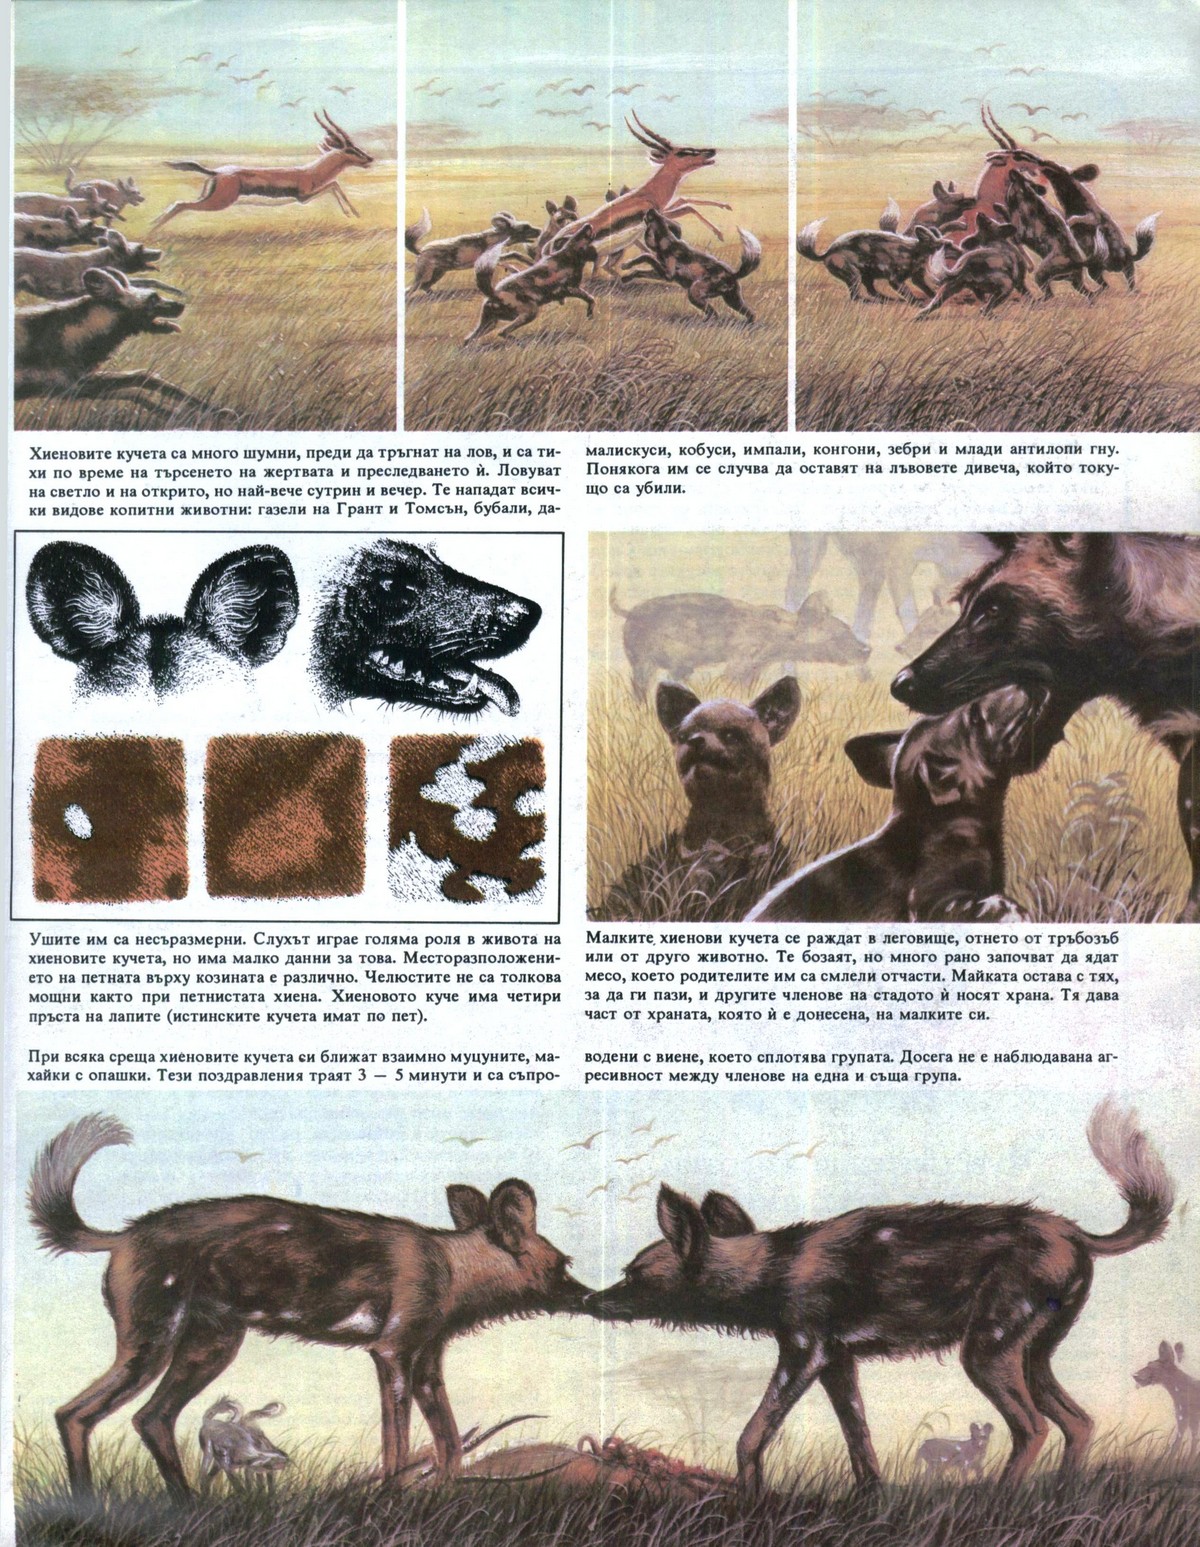 Хиеновите кучета са много шумни, преди да тръгнат на лов, и са ти-
хи по време на търсенето на жертвата и преследването ѝ. Ловуват
на светло и на открито, но най-вече сутрин и вечер. Те нападат всич-
ки видове копитни животни: газели на Грант и Томсън, бубали, да-
малискуси, кобуси, импали, конгони, зебри и млади антилопи гну.
Понякога им се случва да оставят на лъвовете дивеча, който току-
що са убили.
Ушите им са несъразмерни. Слухът играе голяма роля в живота на
хиеновите кучета, но има малко данни за това. Месторазположени-
ето на петната върху козината е различно. Челюстите не са толкова
мощни както при петнистата хиена. Хиеновото куче има четири
пръста на лапите (истинските кучета имат по пет).
Малките хиенови кучета се раждат в леговище, отнето от тръбозъб
или от друго животно. Те бозаят, но много рано започват да ядат
месо, което родителите им са смлели отчасти. Майката остава с тях,
за да ги пази, и другите членове на стадото ѝ носят храна. Тя дава
част от храната, която ѝ е донесена, на малките си.
При всяка среща хиеновите кучета си ближат взаимно муцуните, ма-
хайки с опашки. Тези поздравления траят 3 — 5 минути и са съпро-
водени с виене, което сплотява групата. Досега не е наблюдавана аг-
ресивност между членове на една и съща група.